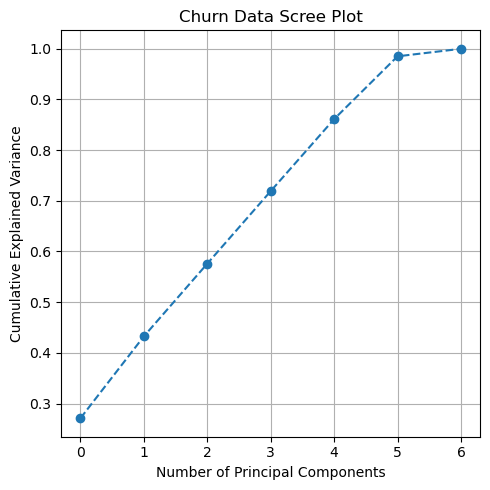 Churn Data Scree Plot
1.0
0.9
0.8
0.7
0.6
0.5
0.4
0.3
Cumulative Explained Variance
0 1 2 3 4 5 6
Number of Principal Components